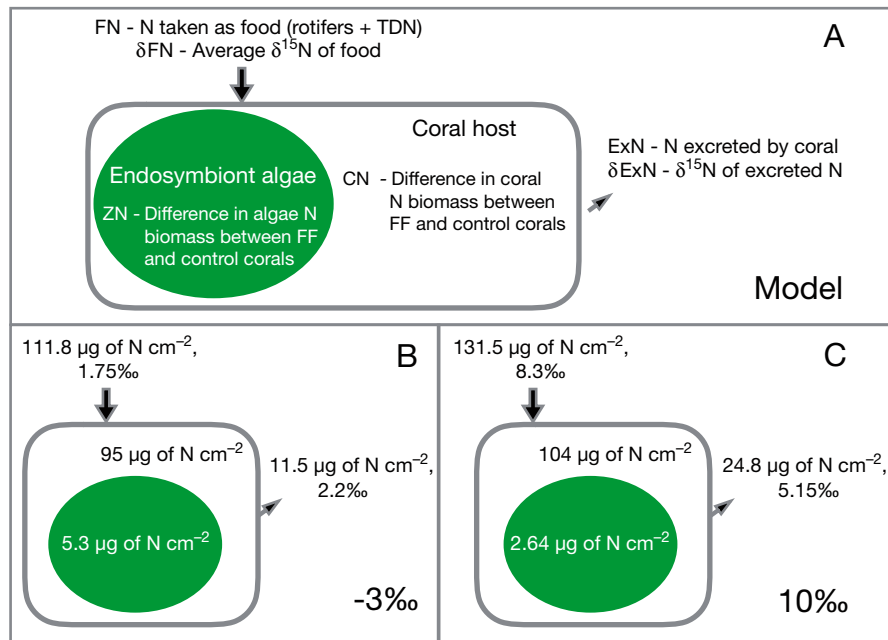 A
FN - N taken as food (rotifers + TDN)
δFN - Average δ¹⁵N of food
Coral host
Endosymbiont algae
ZN - Difference in algae N
biomass between FF
and control corals
CN - Difference in coral
N biomass between
FF and control corals
ExN - N excreted by coral
δExN - δ¹⁵N of excreted N
Model
B
111.8 µg of N cm⁻²,
1.75‰
95 µg of N cm⁻²
5.3 µg of N cm⁻²
11.5 µg of N cm⁻²,
2.2‰
-3‰
C
131.5 µg of N cm⁻²,
8.3‰
104 µg of N cm⁻²
2.64 µg of N cm⁻²
24.8 µg of N cm⁻²,
5.15‰
10‰